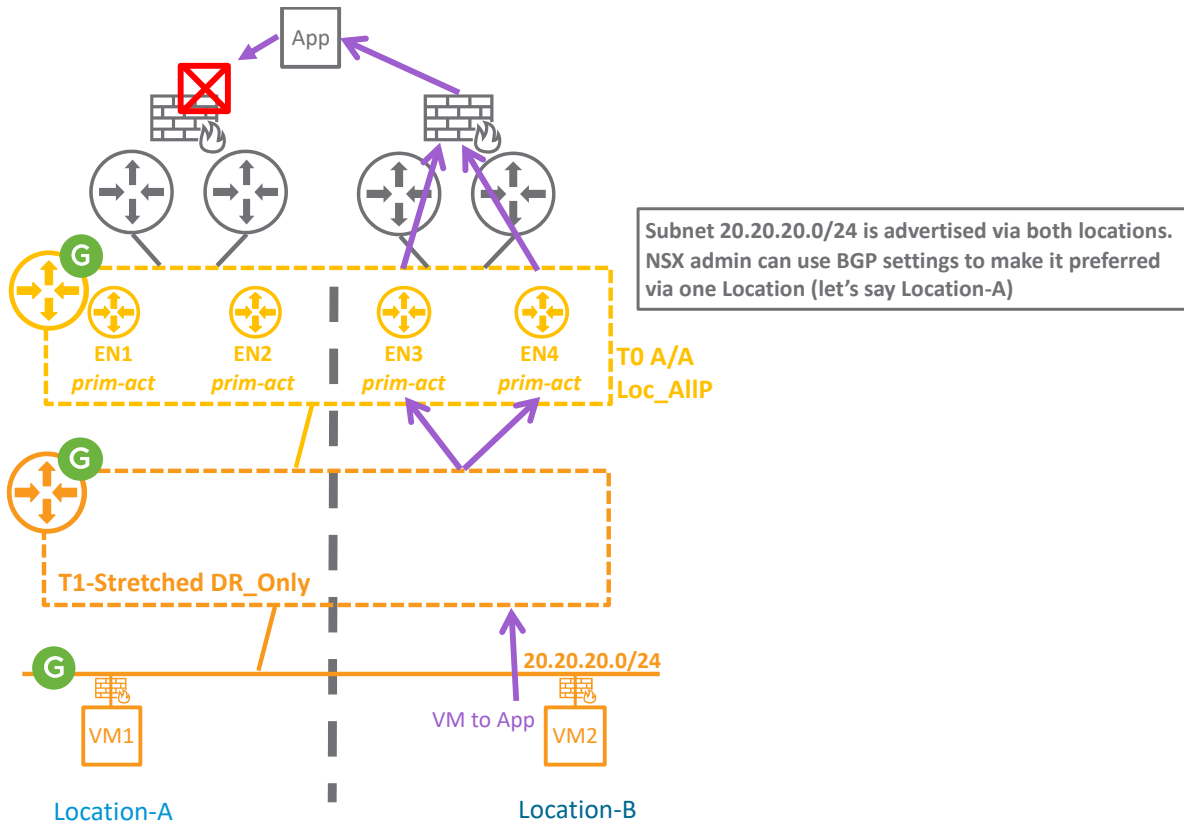 App
Subnet 20.20.20.0/24 is advertised via both locations.
NSX admin can use BGP settings to make it preferred
via one Location (let's say Location-A)
G
EN1
prim-act
EN2
prim-act
EN3
prim-act
EN4
prim-act
T0 A/A
Loc_AllP
G
T1-Stretched DR_Only
G
20.20.20.0/24
VM to App
VM1
VM2
Location-A
Location-B